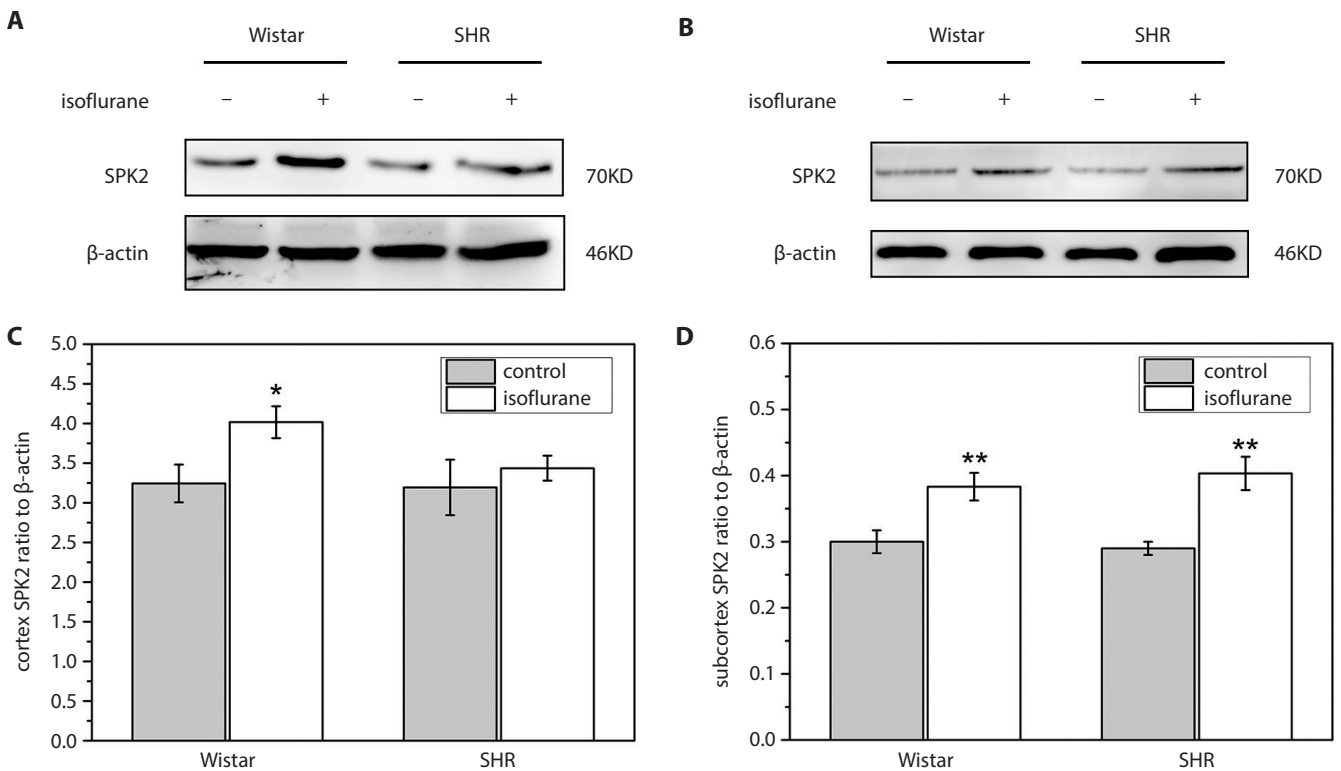 A
Wistar SHR
isoflurane – + – +
SPK2 70KD
β-actin 46KD
B
Wistar SHR
isoflurane – + – +
SPK2 70KD
β-actin 46KD
C
cortex SPK2 ratio to β-actin
5.0
4.5
4.0
3.5
3.0
2.5
2.0
1.5
1.0
0.5
0.0
control
isoflurane
*
Wistar SHR
D
subcortex SPK2 ratio to β-actin
0.6
0.5
0.4
0.3
0.2
0.1
0.0
control
isoflurane
** **
Wistar SHR